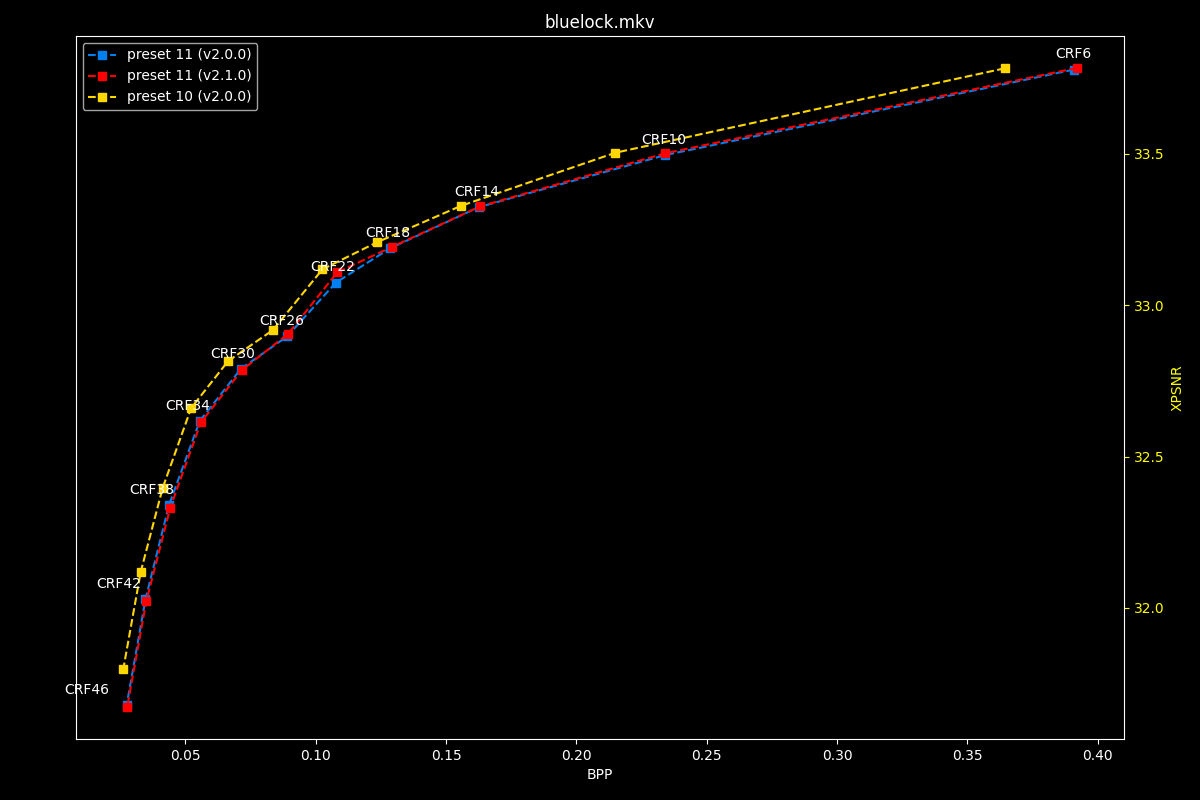 bluelock.mkv
preset 11 (v2.0.0)
preset 11 (v2.1.0)
preset 10 (v2.0.0)
CRF6
CRF10
CRF14
CRF18
CRF22
CRF26
CRF30
CRF34
CRF38
CRF42
CRF46
33.5
33.0
32.5
32.0
XPSNR
0.05 0.10 0.15 0.20 0.25 0.30 0.35 0.40
BPP